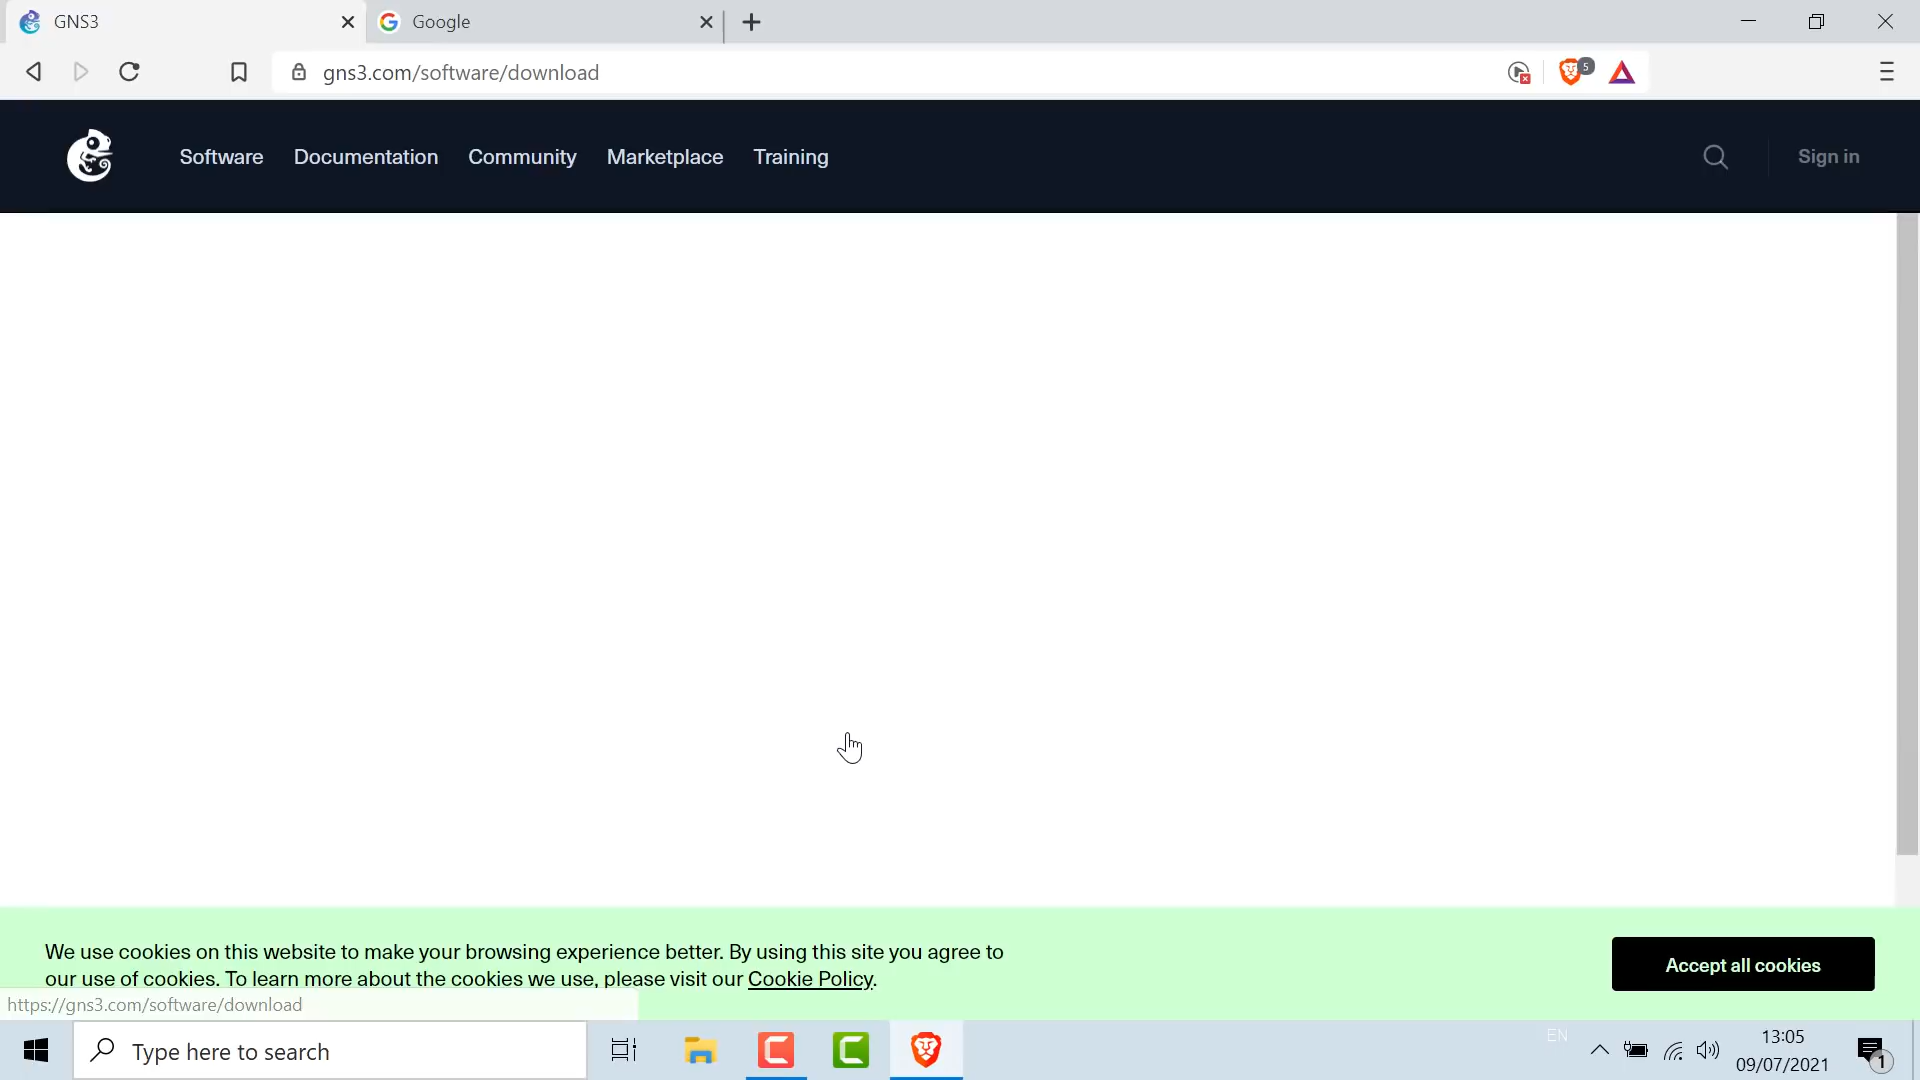 GNS3
Google
gns3.com/software/download
5
Software
Documentation
Community
Marketplace
Training
Sign in
We use cookies on this website to make your browsing experience better. By using this site you agree to
our use of cookies. To learn more about the cookies we use, please visit our Cookie Policy.
Accept all cookies
https://gns3.com/software/download
Type here to search
EN
13:05
09/07/2021
1